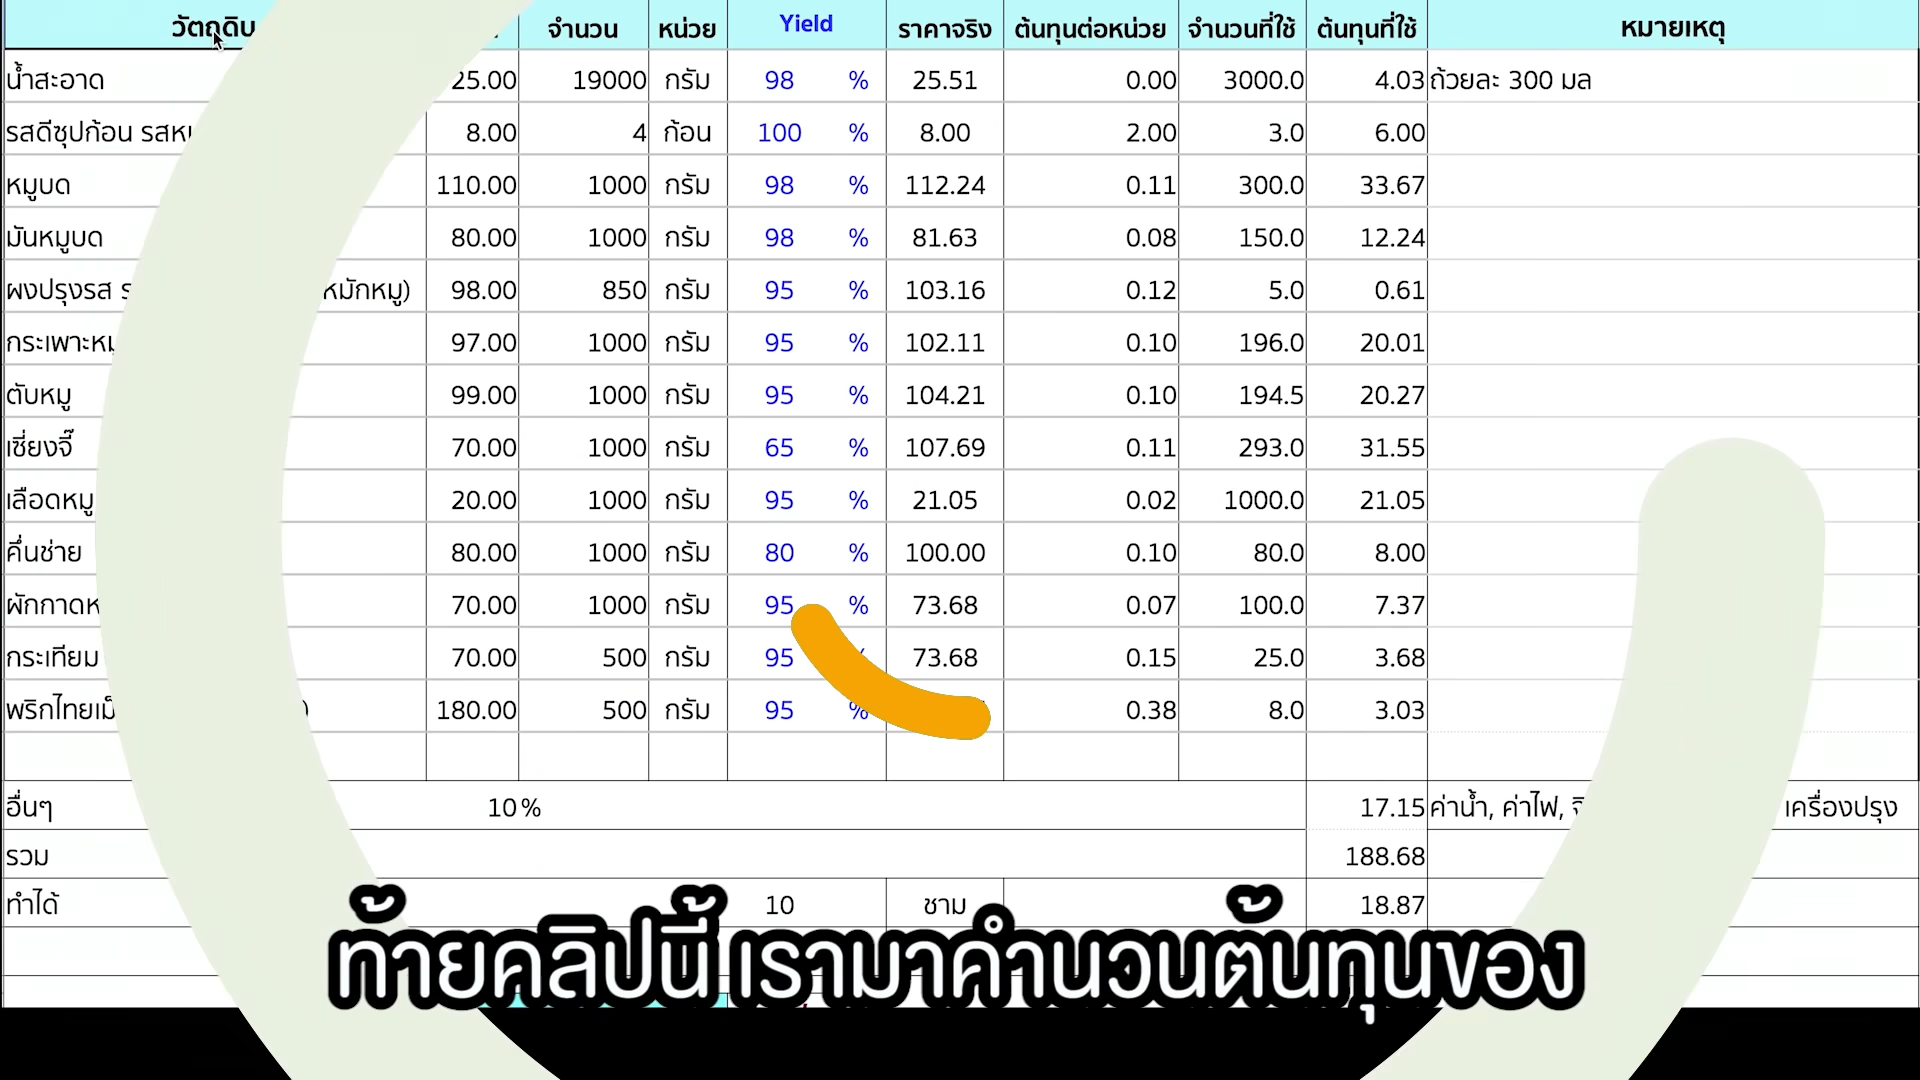 วัตถุดิบ จำนวน หน่วย Yield ราคาจริง ต้นทุนต่อหน่วย จำนวนที่ใช้ ต้นทุนที่ใช้ หมายเหตุ
น้ำสะอาด 25.00 19000 กรัม 98 % 25.51 0.00 3000.0 4.03 ถ้วยละ 300 มล
รสดีซุปก้อน 8.00 4 ก้อน 100 % 8.00 2.00 3.0 6.00
หมูบด 110.00 1000 กรัม 98 % 112.24 0.11 300.0 33.67
มันหมูบด 80.00 1000 กรัม 98 % 81.63 0.08 150.0 12.24
ผงปรุงรส หมักหมู) 98.00 850 กรัม 95 % 103.16 0.12 5.0 0.61
กระเพาะหมู 97.00 1000 กรัม 95 % 102.11 0.10 196.0 20.01
ตับหมู 99.00 1000 กรัม 95 % 104.21 0.10 194.5 20.27
เซี่ยงจี๊ 70.00 1000 กรัม 65 % 107.69 0.11 293.0 31.55
เลือดหมู 20.00 1000 กรัม 95 % 21.05 0.02 1000.0 21.05
คื่นช่าย 80.00 1000 กรัม 80 % 100.00 0.10 80.0 8.00
ผักกาดห 70.00 1000 กรัม 95 % 73.68 0.07 100.0 7.37
กระเทียม 70.00 500 กรัม 95 % 73.68 0.15 25.0 3.68
พริกไทยเม็ 180.00 500 กรัม 95 % 0.38 8.0 3.03
อื่นๆ 10% 17.15 ค่าน้ำ, ค่าไฟ, เครื่องปรุง
รวม 188.68
ทำได้ 10 ชาม 18.87
ท้ายคลิปนี้ เรามาคำนวนต้นทุนของ